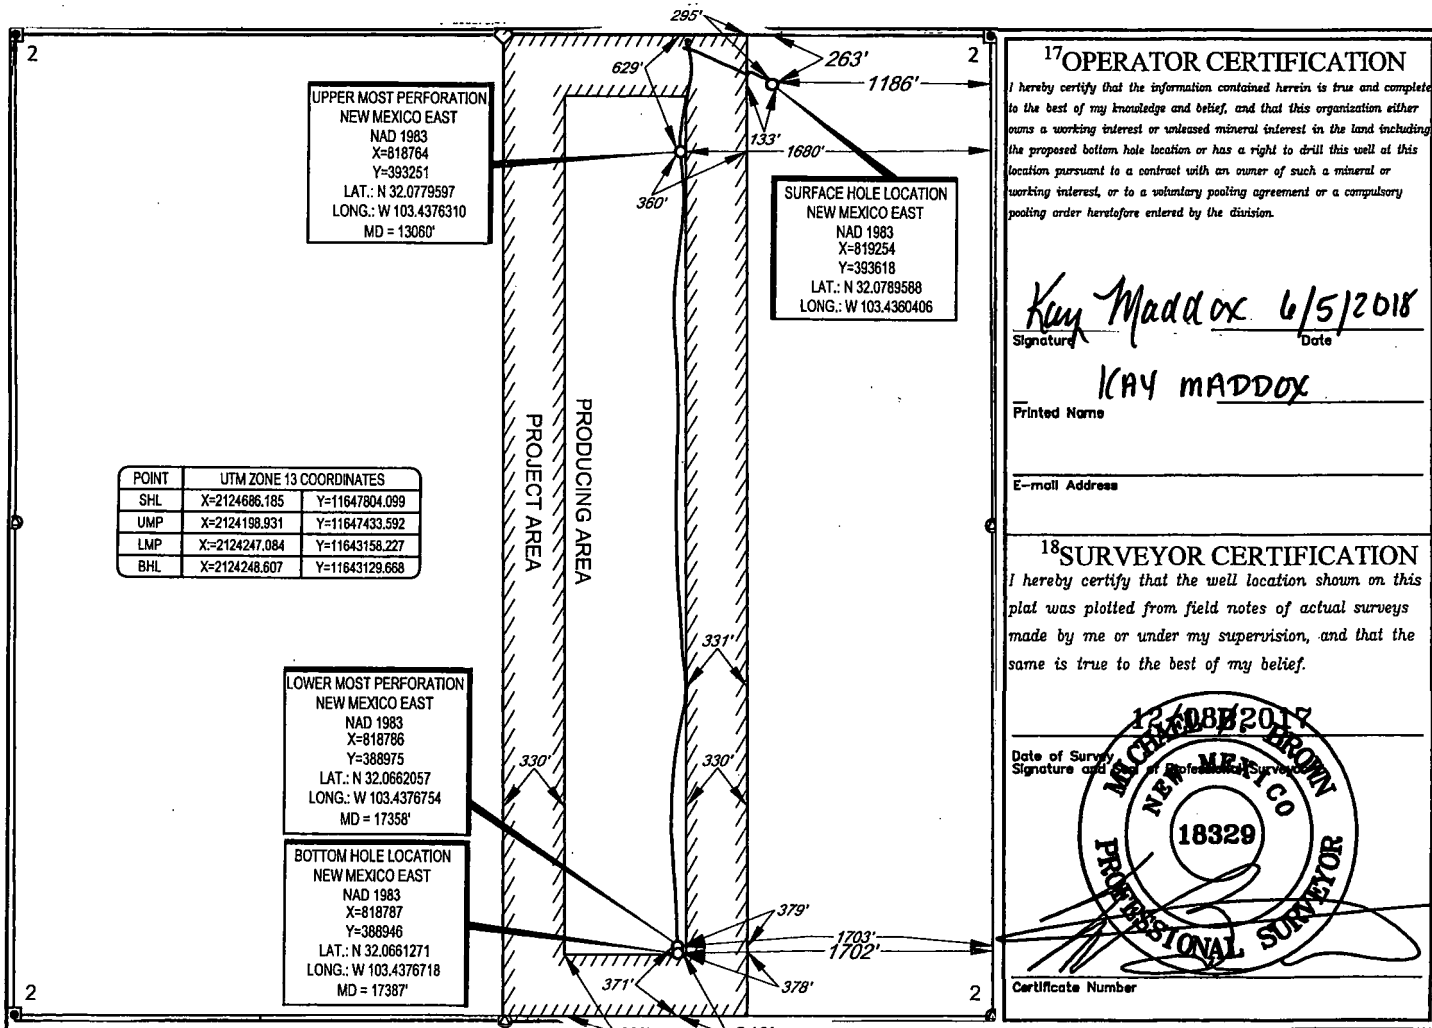 2
295'
263'
2
629'
1186'
133'
1680'
360'
UPPER MOST PERFORATION
NEW MEXICO EAST
NAD 1983
X=818764
Y=393251
LAT.: N 32.0779597
LONG.: W 103.4376310
MD = 13060'
SURFACE HOLE LOCATION
NEW MEXICO EAST
NAD 1983
X=819254
Y=393618
LAT.: N 32.0789588
LONG.: W 103.4360406
PROJECT AREA
PRODUCING AREA
POINT UTM ZONE 13 COORDINATES
SHL X=2124686.185 Y=11647804.099
UMP X=2124198.931 Y=11647433.592
LMP X=2124247.084 Y=11643158.227
BHL X=2124248.607 Y=11643129.668
331'
330'
330'
LOWER MOST PERFORATION
NEW MEXICO EAST
NAD 1983
X=818786
Y=388975
LAT.: N 32.0662057
LONG.: W 103.4376754
MD = 17358'
BOTTOM HOLE LOCATION
NEW MEXICO EAST
NAD 1983
X=818787
Y=388946
LAT.: N 32.0661271
LONG.: W 103.4376718
MD = 17387'
379'
1703'
1702'
371'
378'
2
2
17OPERATOR CERTIFICATION
I hereby certify that the information contained herein is true and complete
to the best of my knowledge and belief, and that this organization either
owns a working interest or unleased mineral interest in the land including
the proposed bottom hole location or has a right to drill this well at this
location pursuant to a contract with an owner of such a mineral or
working interest, or to a voluntary pooling agreement or a compulsory
pooling order heretofore entered by the division.
Kay Maddox 6/5/2018
Signature Date
KAY MADDOX
Printed Name
E-mail Address
18SURVEYOR CERTIFICATION
I hereby certify that the well location shown on this
plat was plotted from field notes of actual surveys
made by me or under my supervision, and that the
same is true to the best of my belief.
12/08/2017
Date of Survey
Signature and Seal of Professional Surveyor
MICHAEL B. BROWN
NEW MEXICO
18329
PROFESSIONAL SURVEYOR
Certificate Number